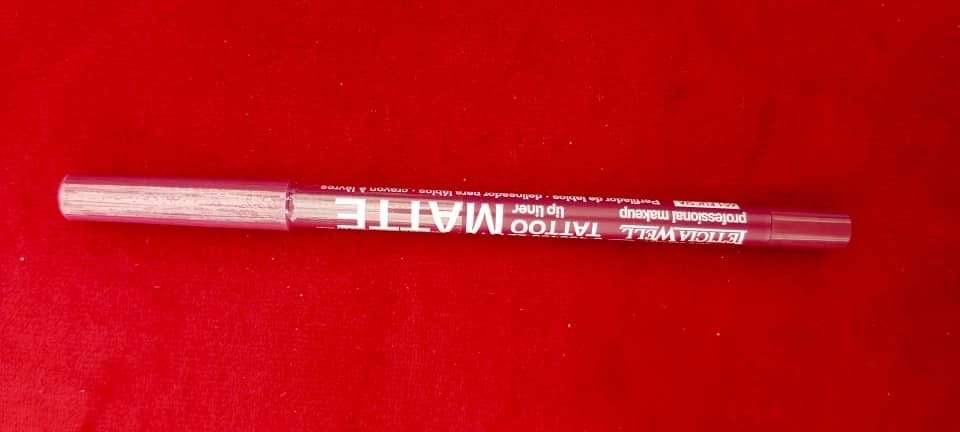 LETICIA WELL
professional makeup
TATTOO MATTE
lip liner
Perfilador de labios · delineador para lábios · crayon à lèvres